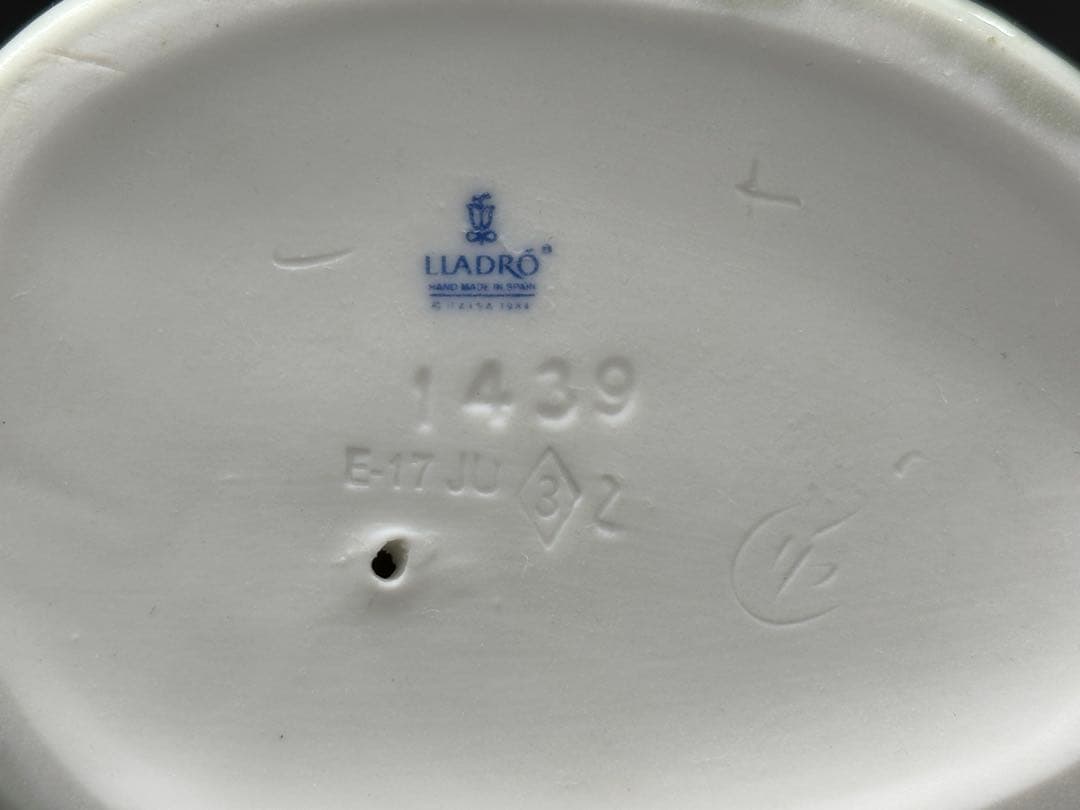 LLADRÓ®
HAND MADE IN SPAIN
1439
E-17 JU 3 Z